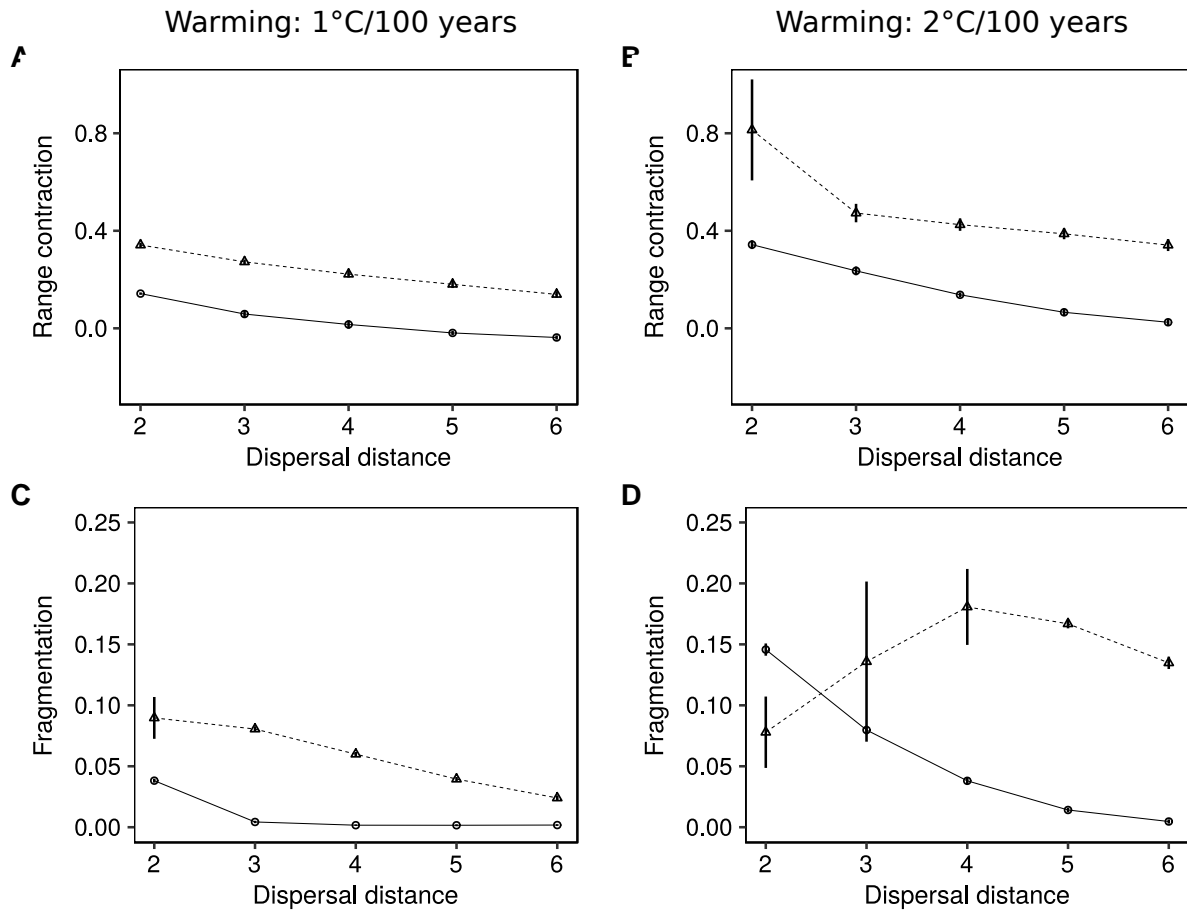 Warming: 1°C/100 years
Warming: 2°C/100 years
A
Range contraction
0.8
0.4
0.0
2 3 4 5 6
Dispersal distance
B
Range contraction
0.8
0.4
0.0
2 3 4 5 6
Dispersal distance
C
Fragmentation
0.25
0.20
0.15
0.10
0.05
0.00
2 3 4 5 6
Dispersal distance
D
Fragmentation
0.25
0.20
0.15
0.10
0.05
0.00
2 3 4 5 6
Dispersal distance